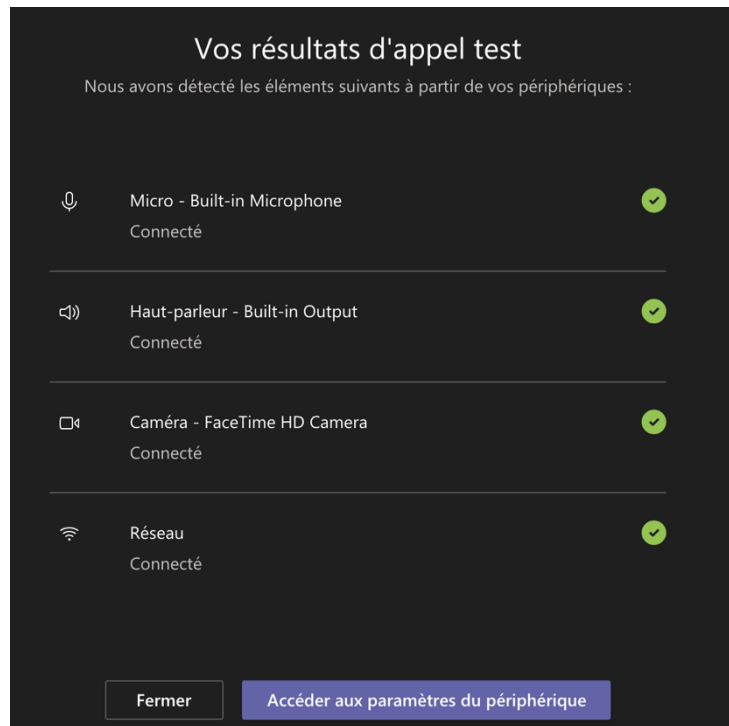 Vos résultats d'appel test
Nous avons détecté les éléments suivants à partir de vos périphériques :
Micro - Built-in Microphone
Connecté
Haut-parleur - Built-in Output
Connecté
Caméra - FaceTime HD Camera
Connecté
Réseau
Connecté
Fermer
Accéder aux paramètres du périphérique